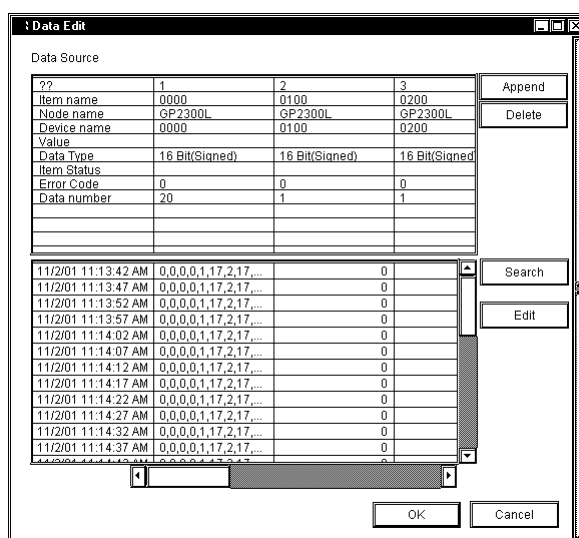 Data Edit
Data Source
?? 1 2 3
Item name 0000 0100 0200
Node name GP2300L GP2300L GP2300L
Device name 0000 0100 0200
Value
Data Type 16 Bit(Signed) 16 Bit(Signed) 16 Bit(Signed
Item Status
Error Code 0 0 0
Data number 20 1 1
Append
Delete
11/2/01 11:13:42 AM 0,0,0,0,1,17,2,17,... 0
11/2/01 11:13:47 AM 0,0,0,0,1,17,2,17,... 0
11/2/01 11:13:52 AM 0,0,0,0,1,17,2,17,... 0
11/2/01 11:13:57 AM 0,0,0,0,1,17,2,17,... 0
11/2/01 11:14:02 AM 0,0,0,0,1,17,2,17,... 0
11/2/01 11:14:07 AM 0,0,0,0,1,17,2,17,... 0
11/2/01 11:14:12 AM 0,0,0,0,1,17,2,17,... 0
11/2/01 11:14:17 AM 0,0,0,0,1,17,2,17,... 0
11/2/01 11:14:22 AM 0,0,0,0,1,17,2,17,... 0
11/2/01 11:14:27 AM 0,0,0,0,1,17,2,17,... 0
11/2/01 11:14:32 AM 0,0,0,0,1,17,2,17,... 0
11/2/01 11:14:37 AM 0,0,0,0,1,17,2,17,... 0
Search
Edit
OK Cancel